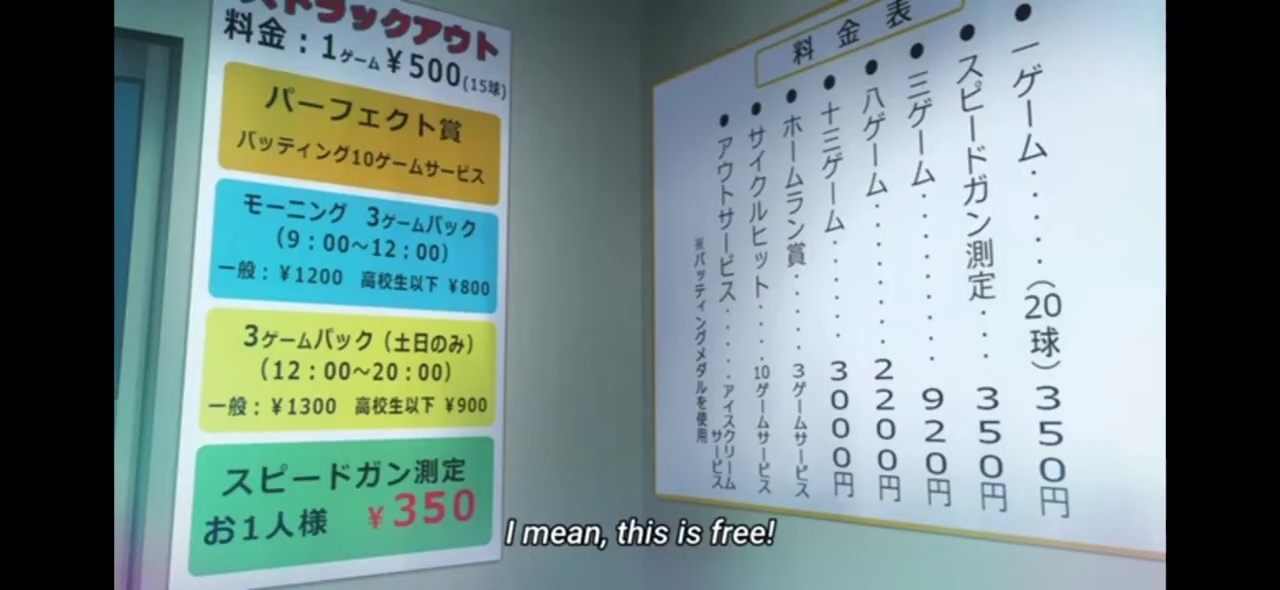 ストラックアウト
料金：1ゲーム ¥500(15球)
パーフェクト賞
バッティング10ゲームサービス
モーニング 3ゲームパック
(9：00～12：00)
一般：¥1200 高校生以下 ¥800
3ゲームパック（土日のみ）
(12：00～20：00)
一般：¥1300 高校生以下 ¥900
スピードガン測定
お1人様 ¥350
料金表
●一ゲーム・・・・・（20球）350円
●スピードガン測定・・・350円
●三ゲーム・・・・・・・・920円
●八ゲーム・・・・・・・2200円
●十三ゲーム・・・・・3000円
●ホームラン賞・・・・・3ゲームサービス
●サイクルヒット・・・・10ゲームサービス
●アウトサービス・・・・・アイスクリームサービス
※バッティングメダルを使用
I mean, this is free!